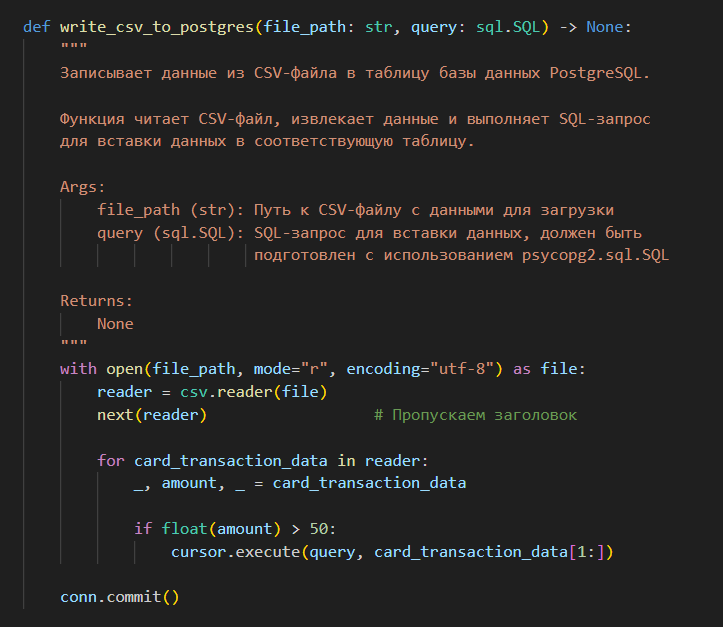 def write_csv_to_postgres(file_path: str, query: sql.SQL) -> None:
"""
Записывает данные из CSV-файла в таблицу базы данных PostgreSQL.
Функция читает CSV-файл, извлекает данные и выполняет SQL-запрос
для вставки данных в соответствующую таблицу.
Args:
file_path (str): Путь к CSV-файлу с данными для загрузки
query (sql.SQL): SQL-запрос для вставки данных, должен быть
подготовлен с использованием psycopg2.sql.SQL
Returns:
None
"""
with open(file_path, mode="r", encoding="utf-8") as file:
reader = csv.reader(file)
next(reader) # Пропускаем заголовок
for card_transaction_data in reader:
_, amount, _ = card_transaction_data
if float(amount) > 50:
cursor.execute(query, card_transaction_data[1:])
conn.commit()